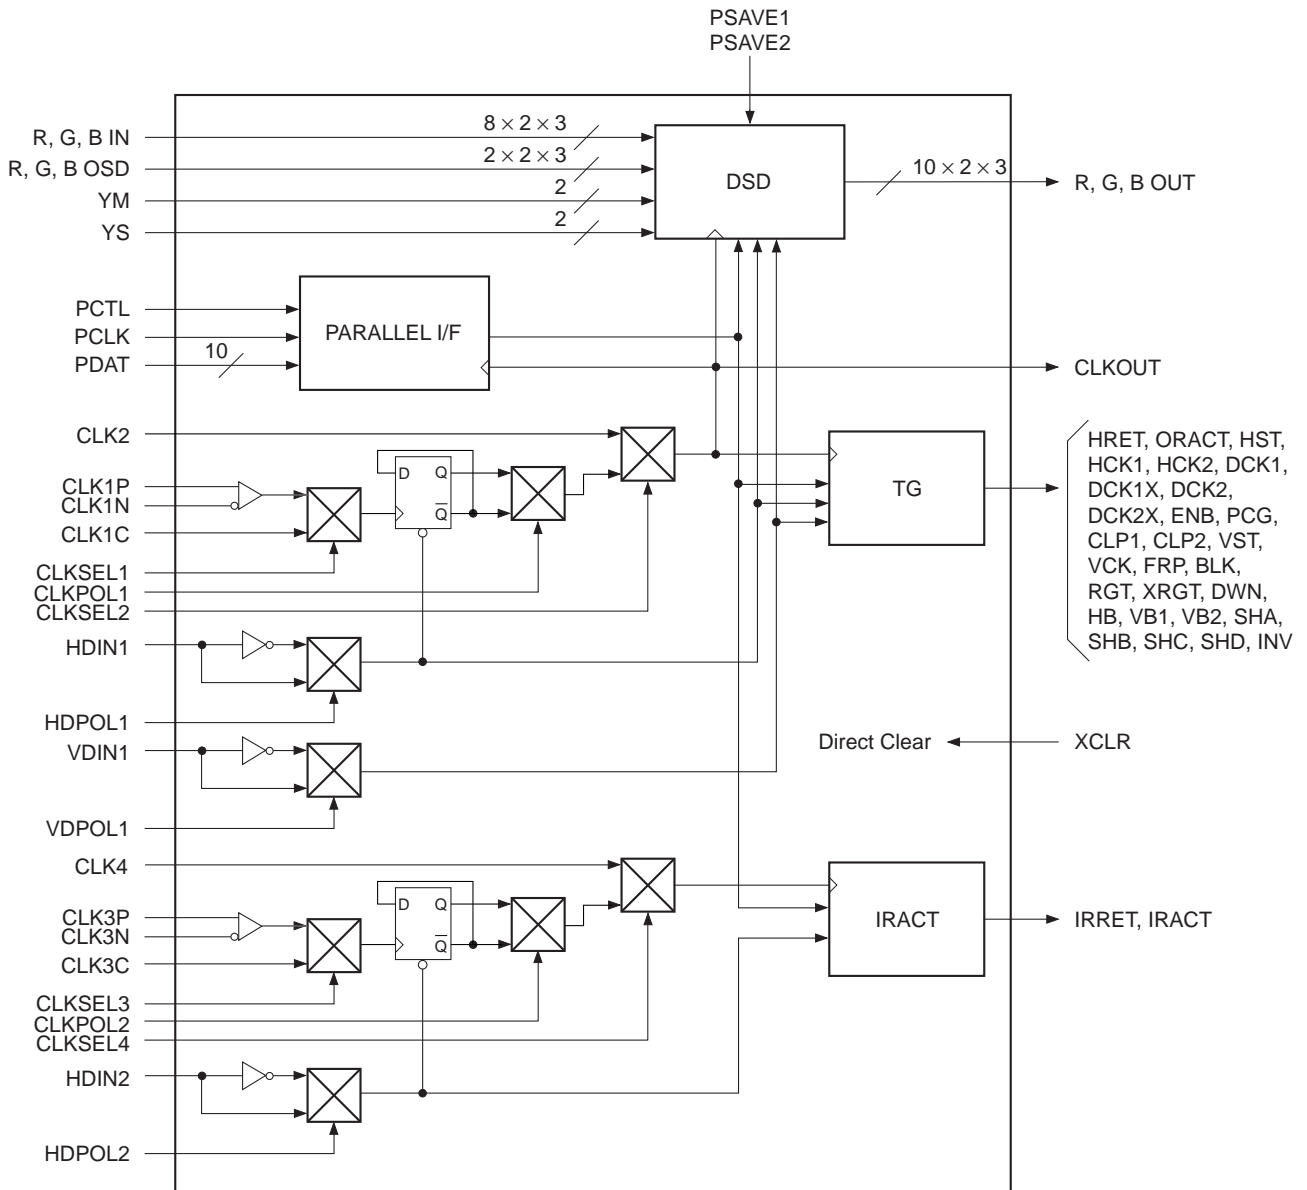 PSAVE1
PSAVE2
R, G, B IN
8 × 2 × 3
R, G, B OSD
2 × 2 × 3
YM
2
YS
2
DSD
10 × 2 × 3
R, G, B OUT
PCTL
PCLK
PDAT
10
PARALLEL I/F
CLKOUT
CLK2
CLK1P
CLK1N
CLK1C
CLKSEL1
CLKPOL1
CLKSEL2
D
Q
Q̅
TG
HRET, ORACT, HST,
HCK1, HCK2, DCK1,
DCK1X, DCK2,
DCK2X, ENB, PCG,
CLP1, CLP2, VST,
VCK, FRP, BLK,
RGT, XRGT, DWN,
HB, VB1, VB2, SHA,
SHB, SHC, SHD, INV
HDIN1
HDPOL1
VDIN1
VDPOL1
Direct Clear
XCLR
CLK4
CLK3P
CLK3N
CLK3C
CLKSEL3
CLKPOL2
CLKSEL4
D
Q
Q̅
IRACT
IRRET, IRACT
HDIN2
HDPOL2